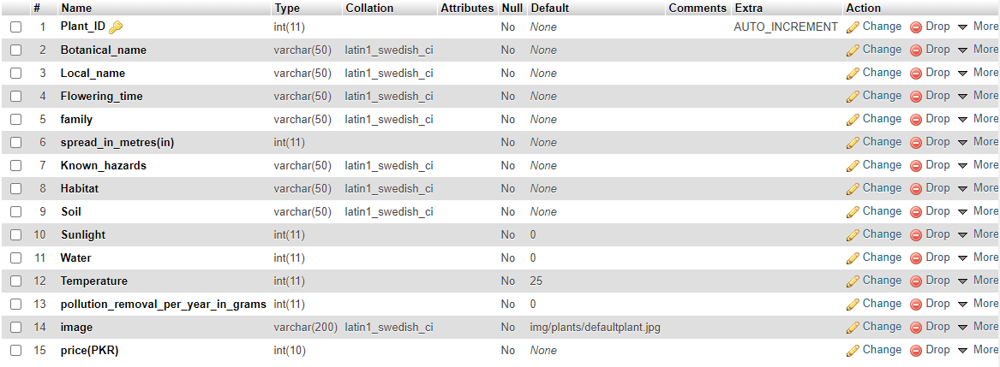 # Name Type Collation Attributes Null Default Comments Extra Action
1 Plant_ID int(11) No None AUTO_INCREMENT Change Drop More
2 Botanical_name varchar(50) latin1_swedish_ci No None Change Drop More
3 Local_name varchar(50) latin1_swedish_ci No None Change Drop More
4 Flowering_time varchar(50) latin1_swedish_ci No None Change Drop More
5 family varchar(50) latin1_swedish_ci No None Change Drop More
6 spread_in_metres(in) int(11) No None Change Drop More
7 Known_hazards varchar(50) latin1_swedish_ci No None Change Drop More
8 Habitat varchar(50) latin1_swedish_ci No None Change Drop More
9 Soil varchar(50) latin1_swedish_ci No None Change Drop More
10 Sunlight int(11) No 0 Change Drop More
11 Water int(11) No 0 Change Drop More
12 Temperature int(11) No 25 Change Drop More
13 pollution_removal_per_year_in_grams int(11) No 0 Change Drop More
14 image varchar(200) latin1_swedish_ci No img/plants/defaultplant.jpg Change Drop More
15 price(PKR) int(10) No None Change Drop More